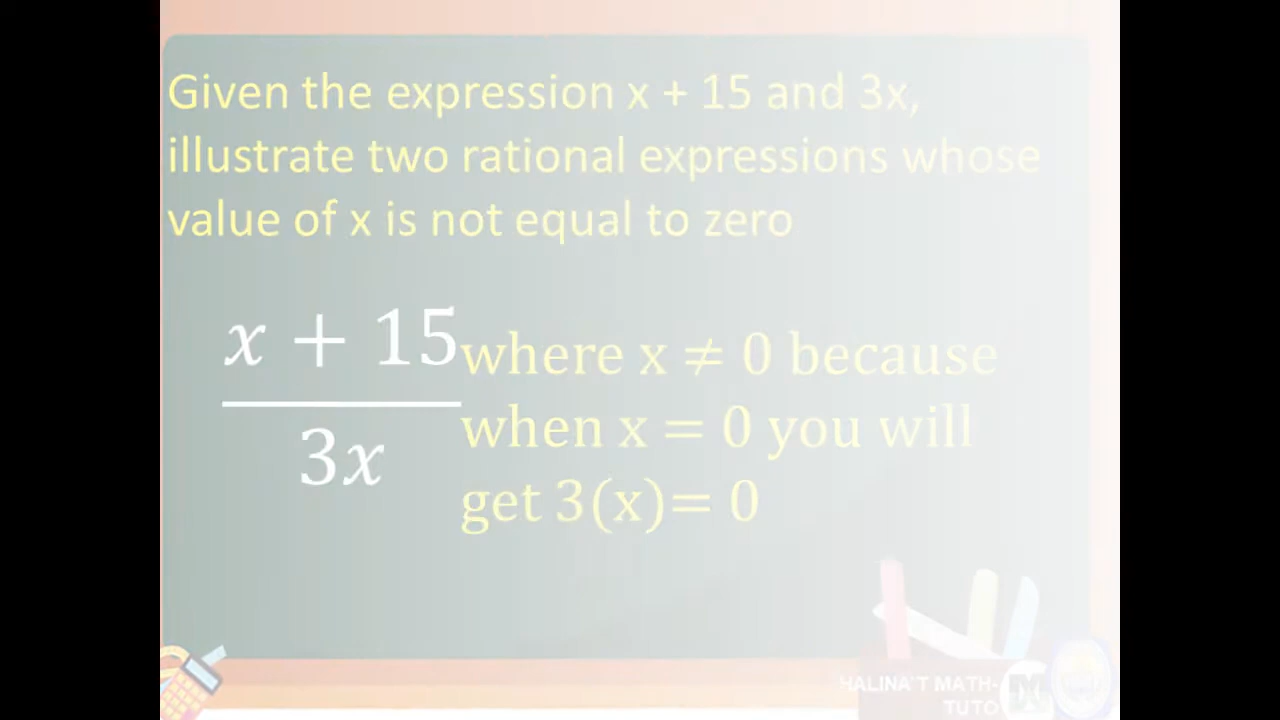 Given the expression x + 15 and 3x,
illustrate two rational expressions whose
value of x is not equal to zero
x + 15
3x
where x ≠ 0 because
when x = 0 you will
get 3(x)= 0
HALINA'T MATH-
TUTO